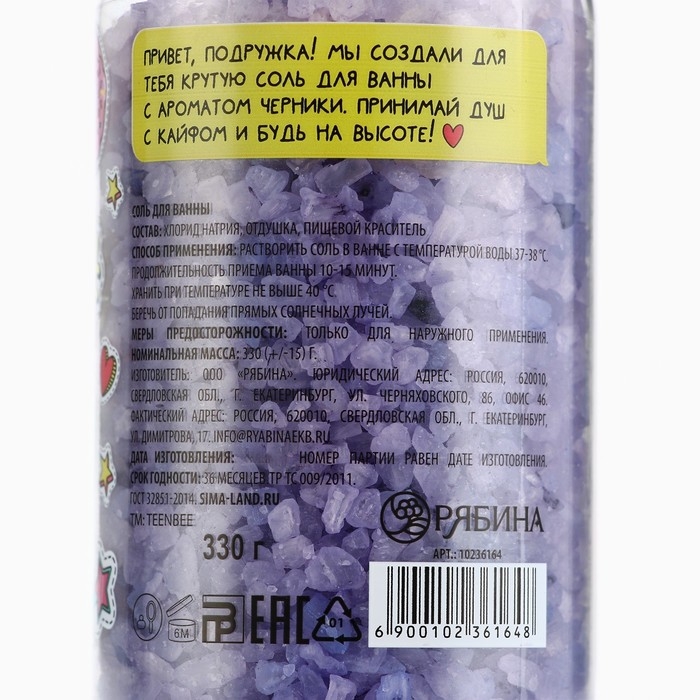 ПРИВЕТ, ПОДРУЖКА! МЫ СОЗДАЛИ ДЛЯ
ТЕБЯ КРУТУЮ СОЛЬ ДЛЯ ВАННЫ
С АРОМАТОМ ЧЕРНИКИ. ПРИНИМАЙ ДУШ
С КАЙФОМ И БУДЬ НА ВЫСОТЕ!
СОЛЬ ДЛЯ ВАННЫ
СОСТАВ: ХЛОРИД НАТРИЯ, ОТДУШКА, ПИЩЕВОЙ КРАСИТЕЛЬ
СПОСОБ ПРИМЕНЕНИЯ: РАСТВОРИТЬ СОЛЬ В ВАННЕ С ТЕМПЕРАТУРОЙ ВОДЫ 37-38 °С.
ПРОДОЛЖИТЕЛЬНОСТЬ ПРИЕМА ВАННЫ 10-15 МИНУТ.
ХРАНИТЬ ПРИ ТЕМПЕРАТУРЕ НЕ ВЫШЕ 40 °С.
БЕРЕЧЬ ОТ ПОПАДАНИЯ ПРЯМЫХ СОЛНЕЧНЫХ ЛУЧЕЙ.
МЕРЫ ПРЕДОСТОРОЖНОСТИ: ТОЛЬКО ДЛЯ НАРУЖНОГО ПРИМЕНЕНИЯ.
НОМИНАЛЬНАЯ МАССА: 330 (+/-15) Г.
ИЗГОТОВИТЕЛЬ: ООО «РЯБИНА». ЮРИДИЧЕСКИЙ АДРЕС: РОССИЯ, 620010,
СВЕРДЛОВСКАЯ ОБЛ., Г. ЕКАТЕРИНБУРГ, УЛ. ЧЕРНЯХОВСКОГО, 86, ОФИС 46.
ФАКТИЧЕСКИЙ АДРЕС: РОССИЯ, 620010, СВЕРДЛОВСКАЯ ОБЛ., Г. ЕКАТЕРИНБУРГ,
УЛ. ДИМИТРОВА, 17. INFO@RYABINAEKB.RU
ДАТА ИЗГОТОВЛЕНИЯ: НОМЕР ПАРТИИ РАВЕН ДАТЕ ИЗГОТОВЛЕНИЯ.
СРОК ГОДНОСТИ: 36 МЕСЯЦЕВ ТР ТС 009/2011.
ГОСТ 32851-2014. SIMA-LAND.RU
ТМ: TEENBEE
РЯБИНА
330 г
АРТ.: 10236164
6М
EAC
01
6 900102 361648